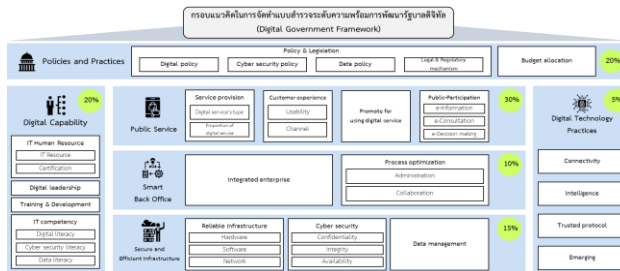 กรอบแนวคิดในการจัดทำแบบสำรวจระดับความพร้อมการพัฒนารัฐบาลดิจิทัล
(Digital Government Framework)
Policies and Practices
Policy & Legislation
Digital policy
Cyber security policy
Data policy
Legal & Regulatory
mechanism
Budget allocation
20%
20%
Digital Capability
IT Human Resource
IT Resource
Certification
Digital leadership
Training & Development
IT competency
Digital literacy
Cyber security literacy
Data literacy
Public Service
Service provision
Digital service's type
Proportion of
digital service
Customer experience
Usability
Channel
Promote for
using digital service
Public-Participation
e-Information
e-Consultation
e-Decision making
30%
Smart
Back Office
Integrated enterprise
Process optimization
Administration
Collaboration
10%
Secure and
Efficient Infrastructure
Reliable Infrastructure
Hardware
Software
Network
Cyber security
Confidentiality
Integrity
Availability
Data management
15%
5%
Digital Technology
Practices
Connectivity
Intelligence
Trusted protocol
Emerging